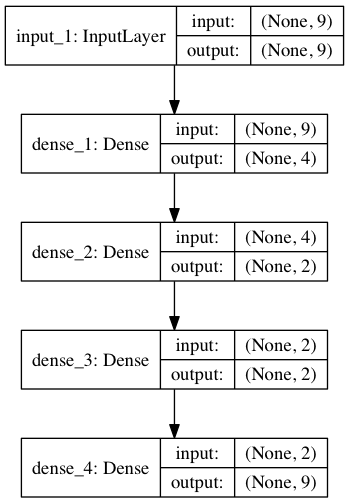 input_1: InputLayer input: (None, 9)
output: (None, 9)
dense_1: Dense input: (None, 9)
output: (None, 4)
dense_2: Dense input: (None, 4)
output: (None, 2)
dense_3: Dense input: (None, 2)
output: (None, 2)
dense_4: Dense input: (None, 2)
output: (None, 9)